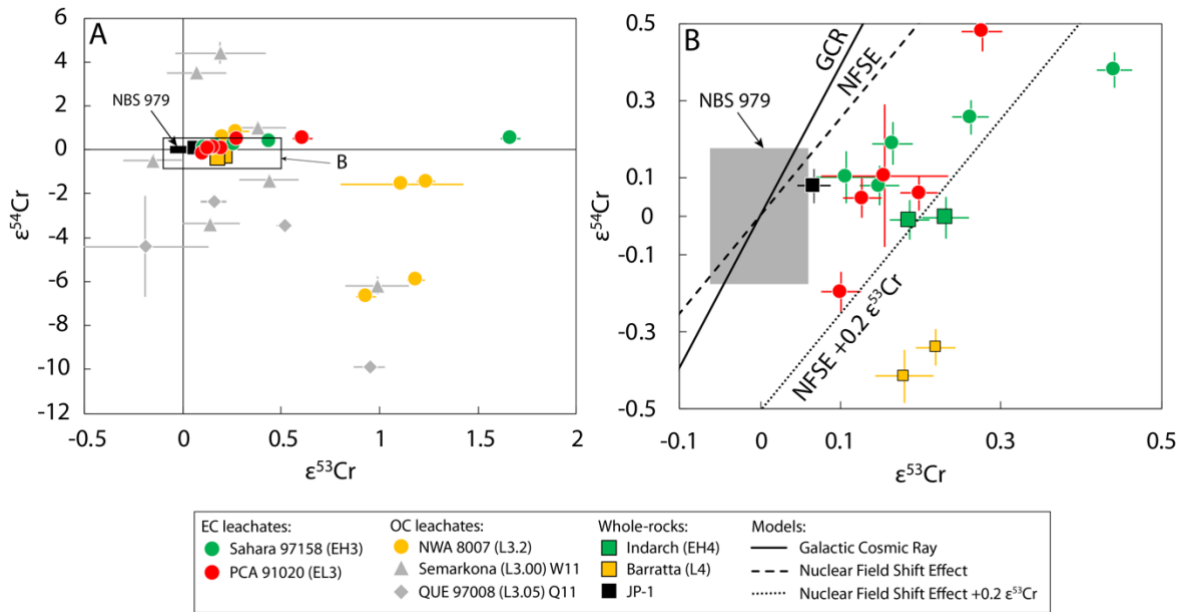 A
6
4
2
0
-2
-4
-6
-8
-10
-12
ε⁵⁴Cr
NBS 979
B
-0.5
0
0.5
1
1.5
2
ε⁵³Cr
B
0.5
0.3
0.1
-0.1
-0.3
-0.5
ε⁵⁴Cr
NBS 979
GCR
NFSE
NFSE +0.2 ε⁵³Cr
-0.1
0
0.1
0.3
0.5
ε⁵³Cr
EC leachates:
Sahara 97158 (EH3)
PCA 91020 (EL3)
OC leachates:
NWA 8007 (L3.2)
Semarkona (L3.00) W11
QUE 97008 (L3.05) Q11
Whole-rocks:
Indarch (EH4)
Barratta (L4)
JP-1
Models:
Galactic Cosmic Ray
Nuclear Field Shift Effect
Nuclear Field Shift Effect +0.2 ε⁵³Cr